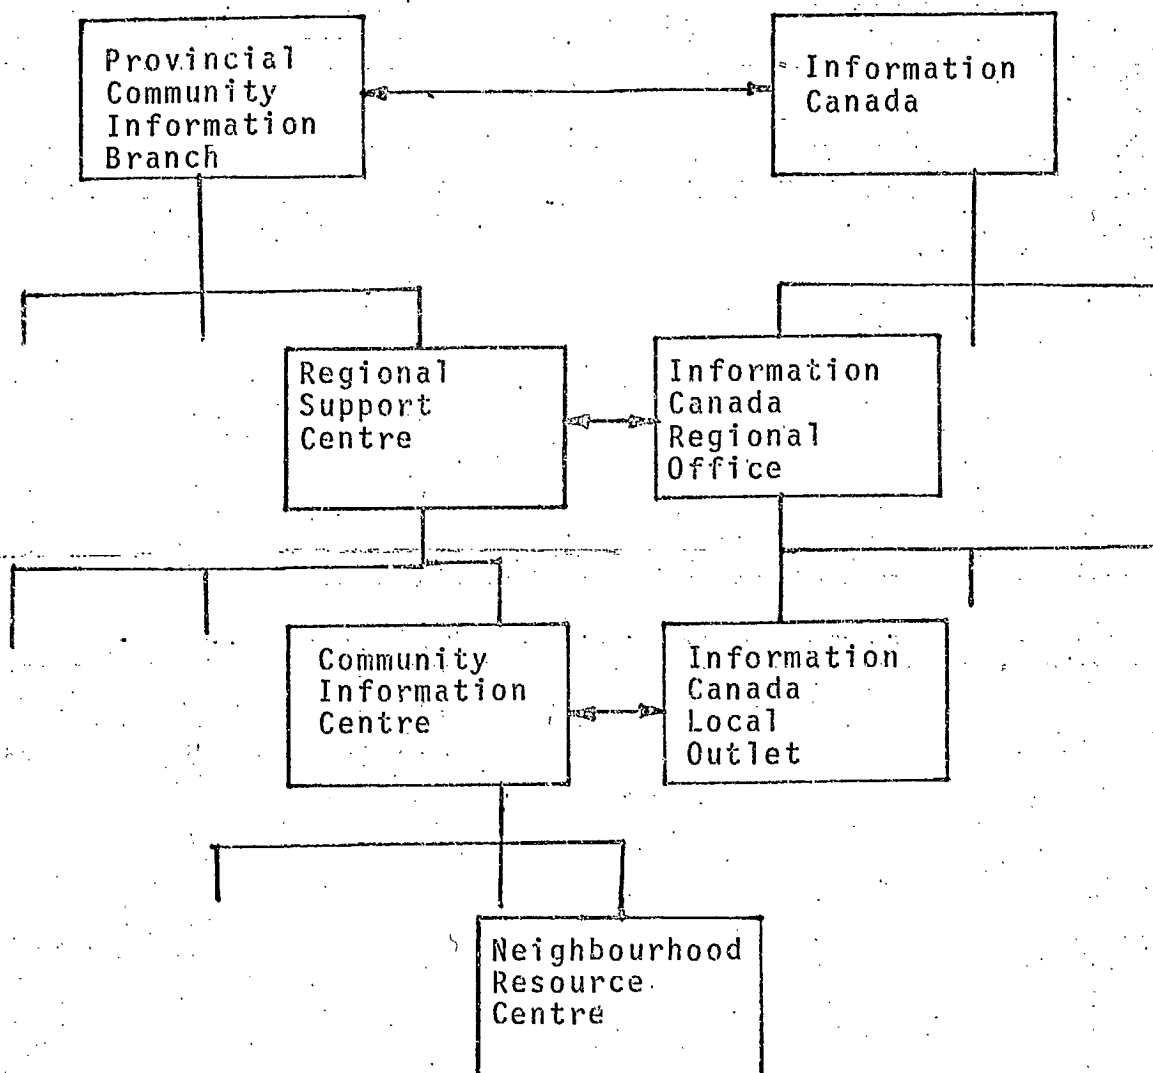 Provincial
Community
Information
Branch
Information
Canada
Regional
Support
Centre
Information
Canada
Regional
Office
Community
Information
Centre
Information
Canada
Local
Outlet
Neighbourhood
Resource
Centre